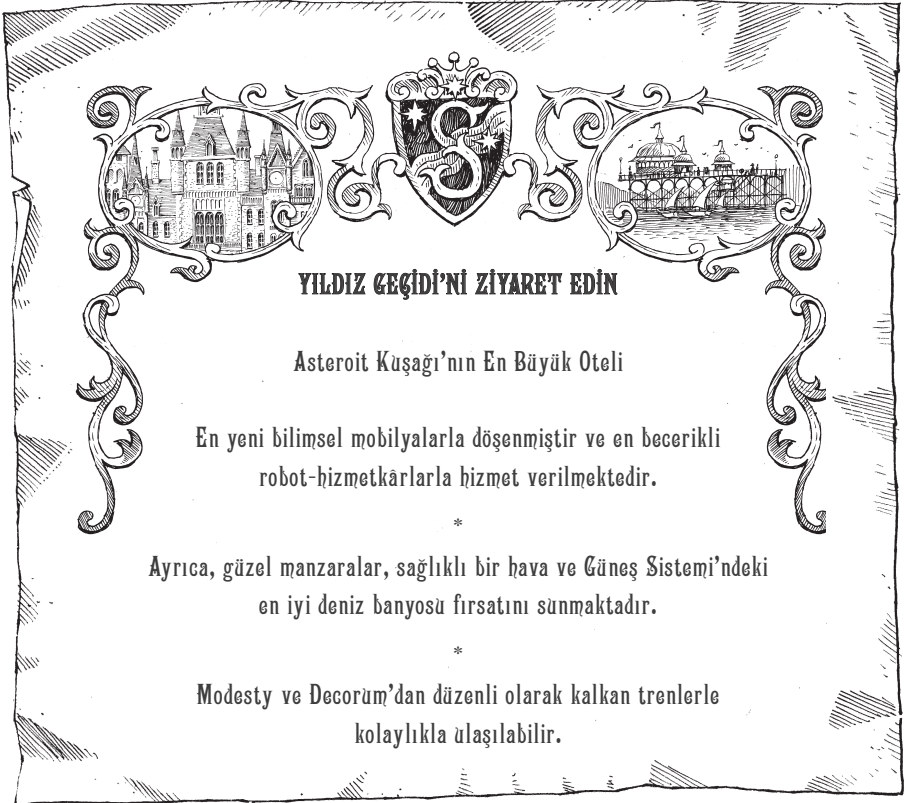 S
YILDIZ GEÇİDİ'Nİ ZİYARET EDİN
Asteroit Kuşağı'nın En Büyük Oteli
En yeni bilimsel mobilyalarla döşenmiştir ve en becerikli
robot-hizmetkârlarla hizmet verilmektedir.
*
Ayrıca, güzel manzaralar, sağlıklı bir hava ve Güneş Sistemi'ndeki
en iyi deniz banyosu fırsatını sunmaktadır.
*
Modesty ve Decorum'dan düzenli olarak kalkan trenlerle
kolaylıkla ulaşılabilir.